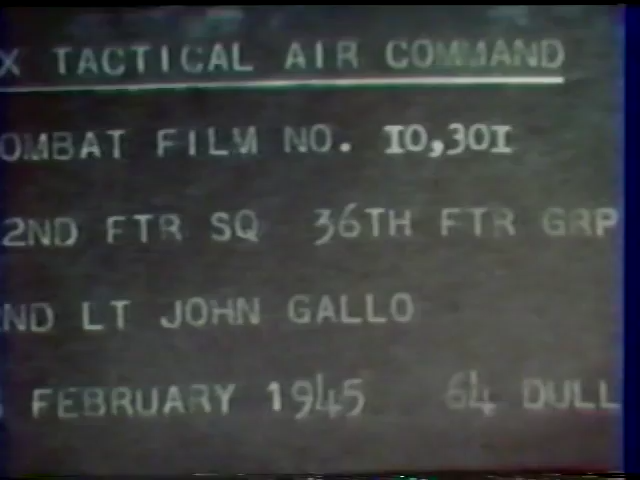 X TACTICAL AIR COMMAND
OMBAT FILM NO. 10,301
2ND FTR SQ 36TH FTR GRP
ND LT JOHN GALLO
FEBRUARY 1945 64 DULL